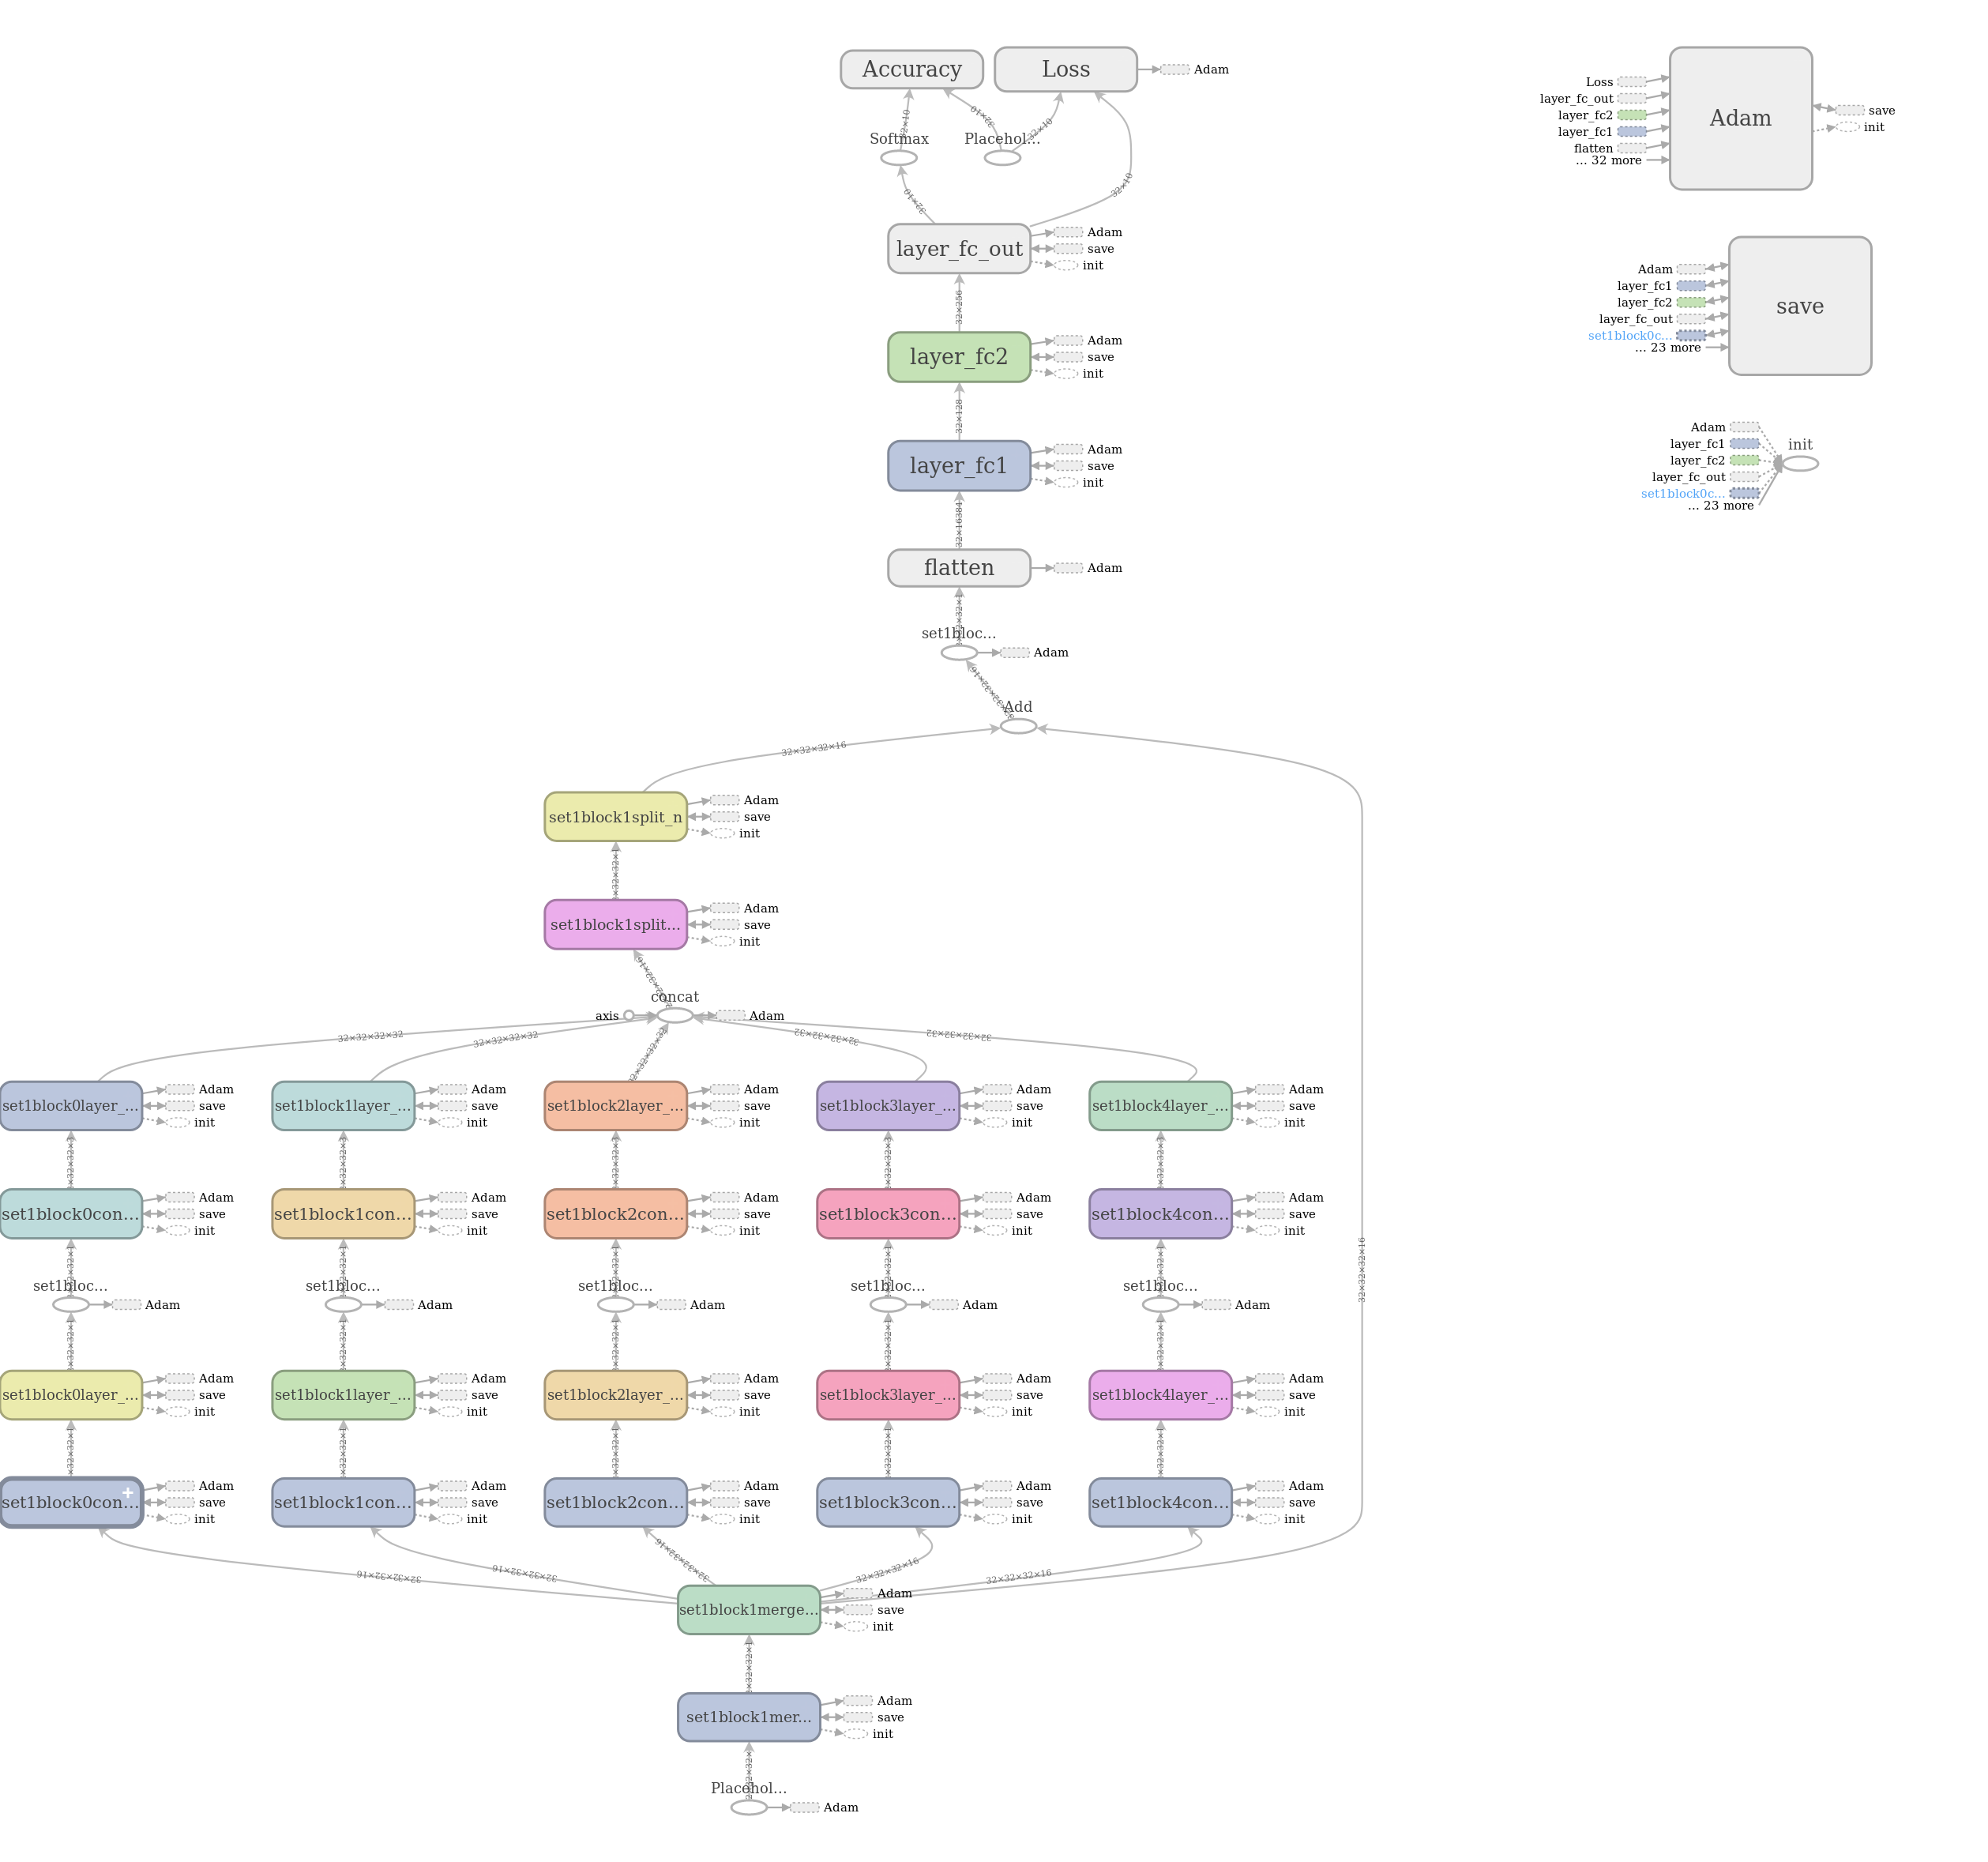 Accuracy
Loss
Adam
32×10
32×10
32×10
Softmax
Placehol...
32×10
32×10
layer_fc_out
Adam
save
init
32×256
layer_fc2
Adam
save
init
32×128
layer_fc1
Adam
save
init
32×16384
flatten
Adam
set1bloc...
Adam
Add
32×32×32×16
set1block1split_n
Adam
save
init
set1block1split...
Adam
save
init
concat
axis
Adam
32×32×32×32
32×32×32×32
32×32×32×32
32×32×32×32
set1block0layer_...
Adam
save
init
set1block1layer_...
Adam
save
init
set1block2layer_...
Adam
save
init
set1block3layer_...
Adam
save
init
set1block4layer_...
Adam
save
init
set1block0con...
Adam
save
init
set1block1con...
Adam
save
init
set1block2con...
Adam
save
init
set1block3con...
Adam
save
init
set1block4con...
Adam
save
init
32×32×32×16
set1bloc...
Adam
set1bloc...
Adam
set1bloc...
Adam
set1bloc...
Adam
set1bloc...
Adam
set1block0layer_...
Adam
save
init
set1block1layer_...
Adam
save
init
set1block2layer_...
Adam
save
init
set1block3layer_...
Adam
save
init
set1block4layer_...
Adam
save
init
set1block0con...
Adam
save
init
set1block1con...
Adam
save
init
set1block2con...
Adam
save
init
set1block3con...
Adam
save
init
set1block4con...
Adam
save
init
32×32×32×16
32×32×32×16
32×32×32×16
32×32×32×16
32×32×32×16
set1block1merge...
Adam
save
init
set1block1mer...
Adam
save
init
Placehol...
Adam
Loss
layer_fc_out
layer_fc2
layer_fc1
flatten
... 32 more
Adam
save
init
Adam
layer_fc1
layer_fc2
layer_fc_out
set1block0c...
... 23 more
save
Adam
layer_fc1
layer_fc2
layer_fc_out
set1block0c...
... 23 more
init